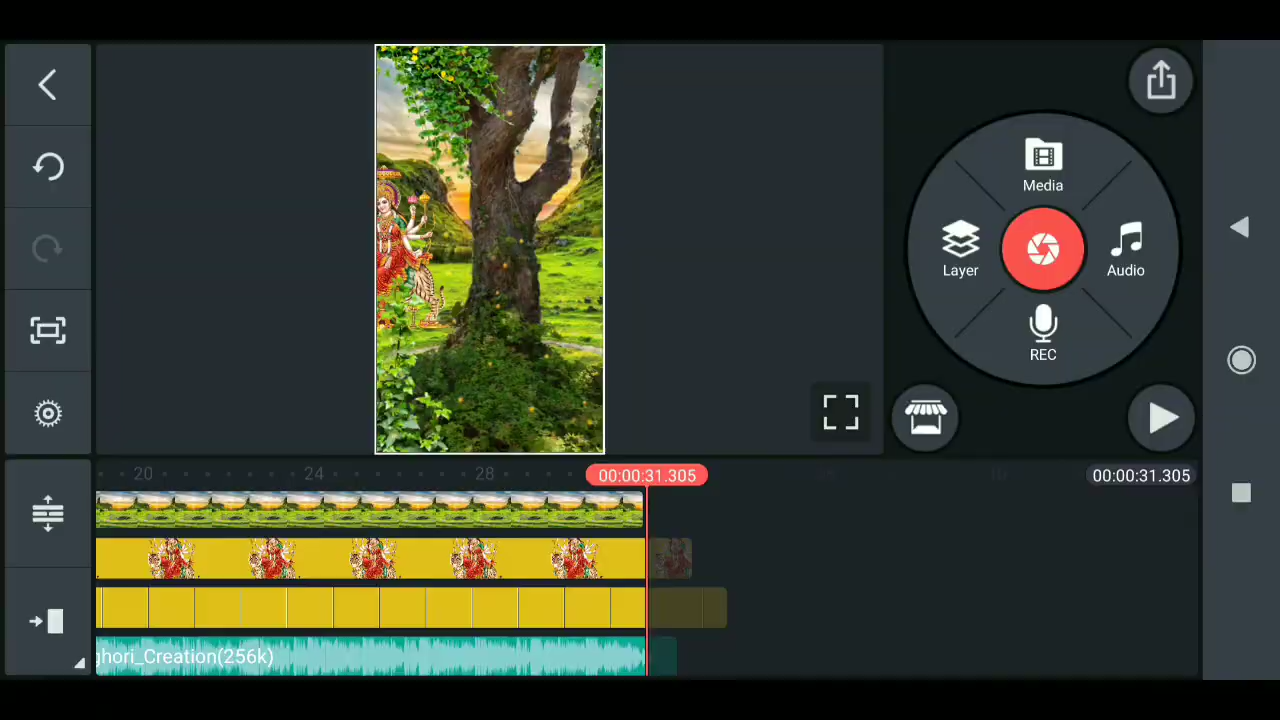 Media
Layer
Audio
REC
20
24
28
00:00:31.305
00:00:31.305
ghori_Creation(256k)